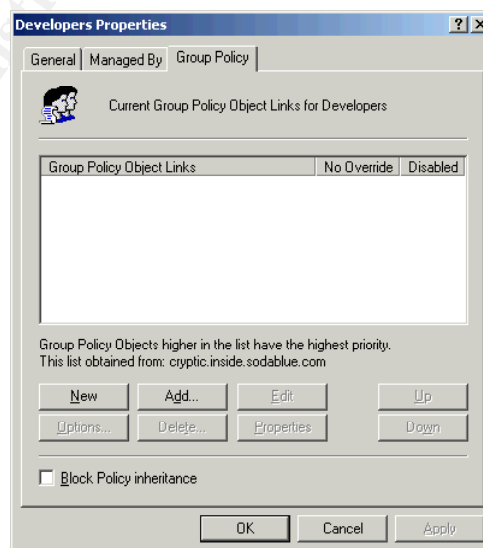 Developers Properties
General Managed By Group Policy
Current Group Policy Object Links for Developers
Group Policy Object Links No Override Disabled
Group Policy Objects higher in the list have the highest priority.
This list obtained from: cryptic.inside.sodablue.com
New Add... Edit Up
Options... Delete... Properties Down
Block Policy inheritance
OK Cancel Apply